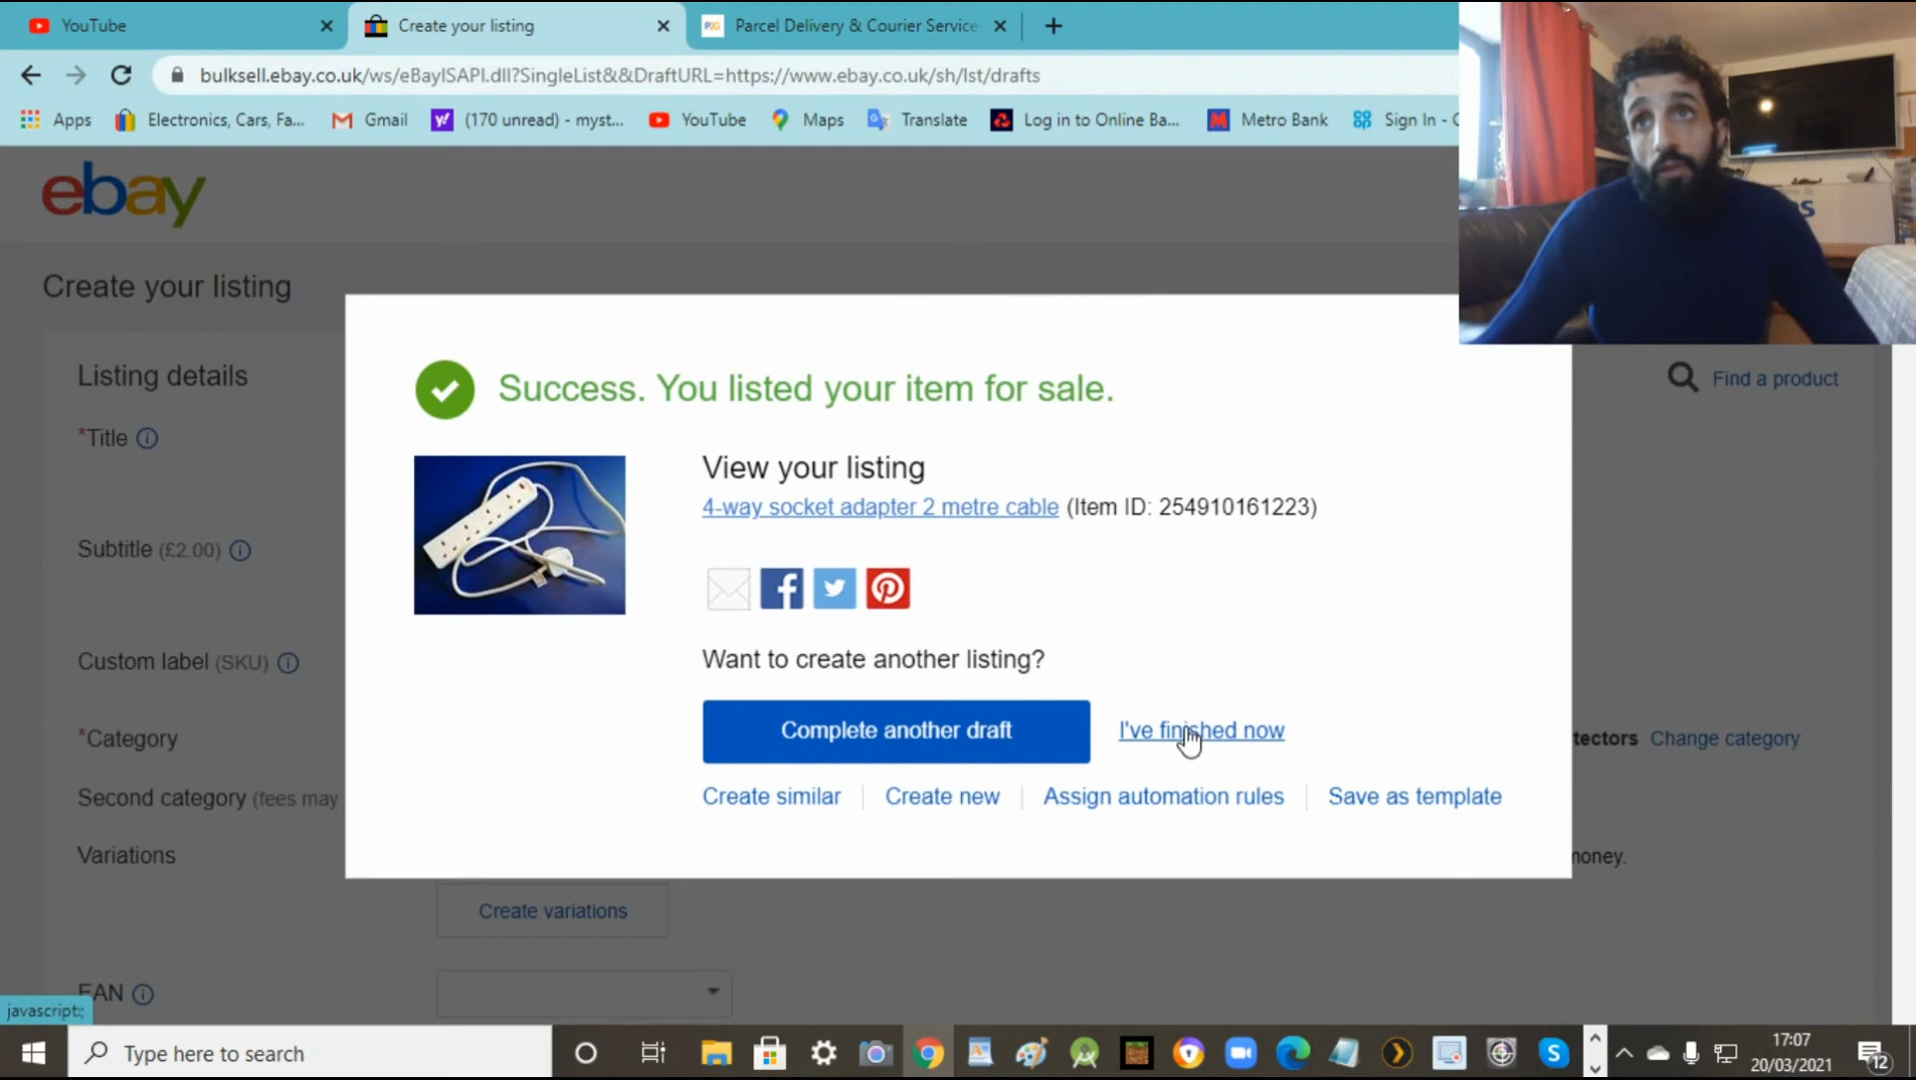 YouTube
Create your listing
Parcel Delivery & Courier Service
bulksell.ebay.co.uk/ws/eBayISAPI.dll?SingleList&&DraftURL=https://www.ebay.co.uk/sh/lst/drafts
Apps
Electronics, Cars, Fa...
Gmail
(170 unread) - myst...
YouTube
Maps
Translate
Log in to Online Ba...
Metro Bank
Sign In -
ebay
Create your listing
Listing details
Find a product
*Title
Subtitle (£2.00)
Custom label (SKU)
*Category
tectors Change category
Second category (fees may
Variations
money.
Create variations
EAN
Success. You listed your item for sale.
View your listing
4-way socket adapter 2 metre cable (Item ID: 254910161223)
Want to create another listing?
Complete another draft
I've finished now
Create similar
Create new
Assign automation rules
Save as template
javascript:;
Type here to search
17:07
20/03/2021
12